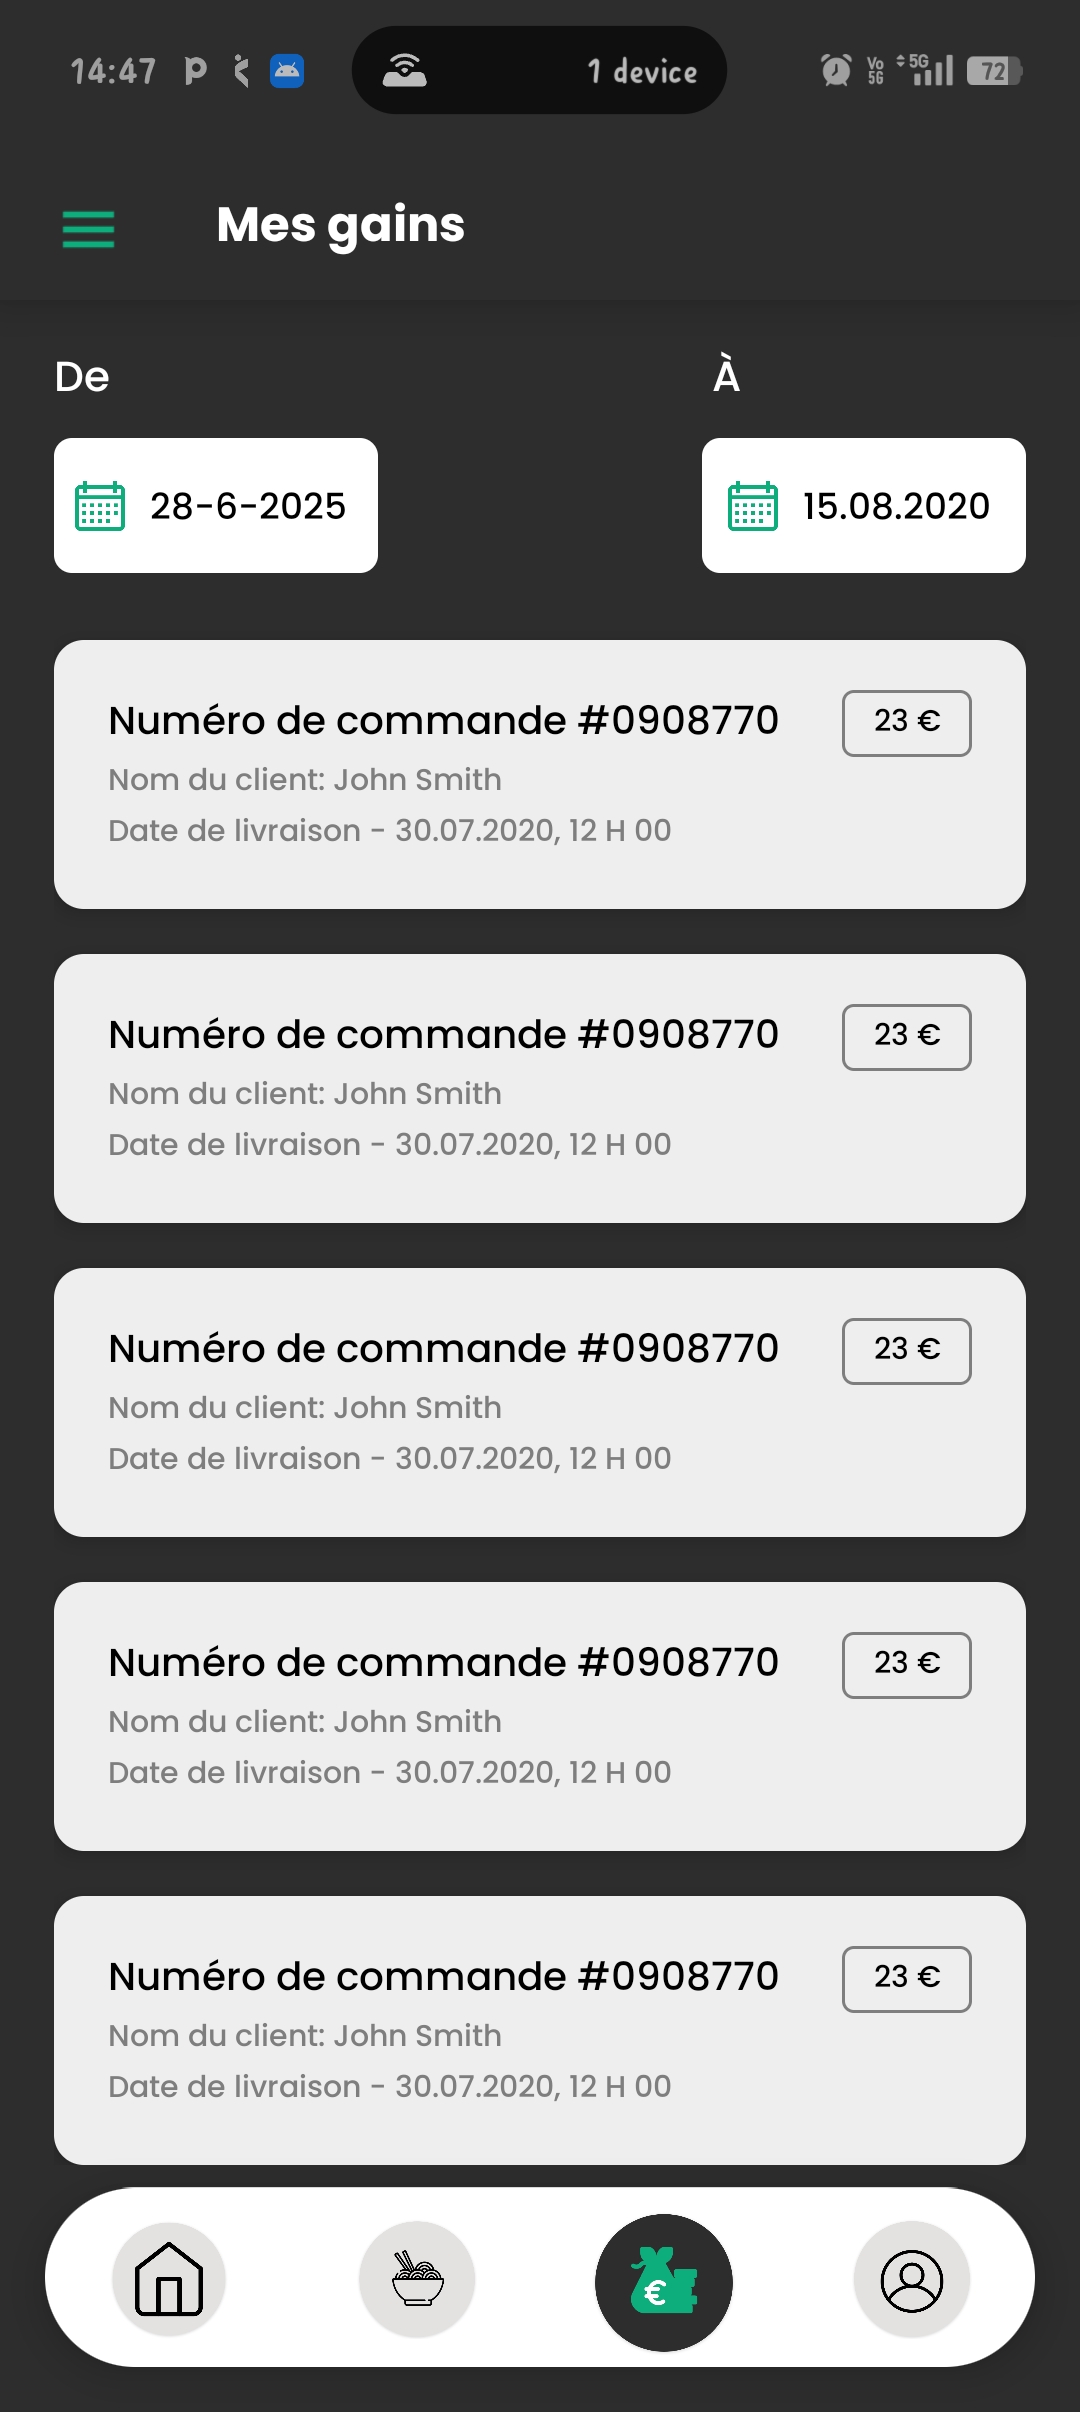 14:47
1 device
Vo 5G
5G
72
Mes gains
De
À
28-6-2025
15.08.2020
Numéro de commande #0908770
23 €
Nom du client: John Smith
Date de livraison - 30.07.2020, 12 H 00
Numéro de commande #0908770
23 €
Nom du client: John Smith
Date de livraison - 30.07.2020, 12 H 00
Numéro de commande #0908770
23 €
Nom du client: John Smith
Date de livraison - 30.07.2020, 12 H 00
Numéro de commande #0908770
23 €
Nom du client: John Smith
Date de livraison - 30.07.2020, 12 H 00
Numéro de commande #0908770
23 €
Nom du client: John Smith
Date de livraison - 30.07.2020, 12 H 00
€